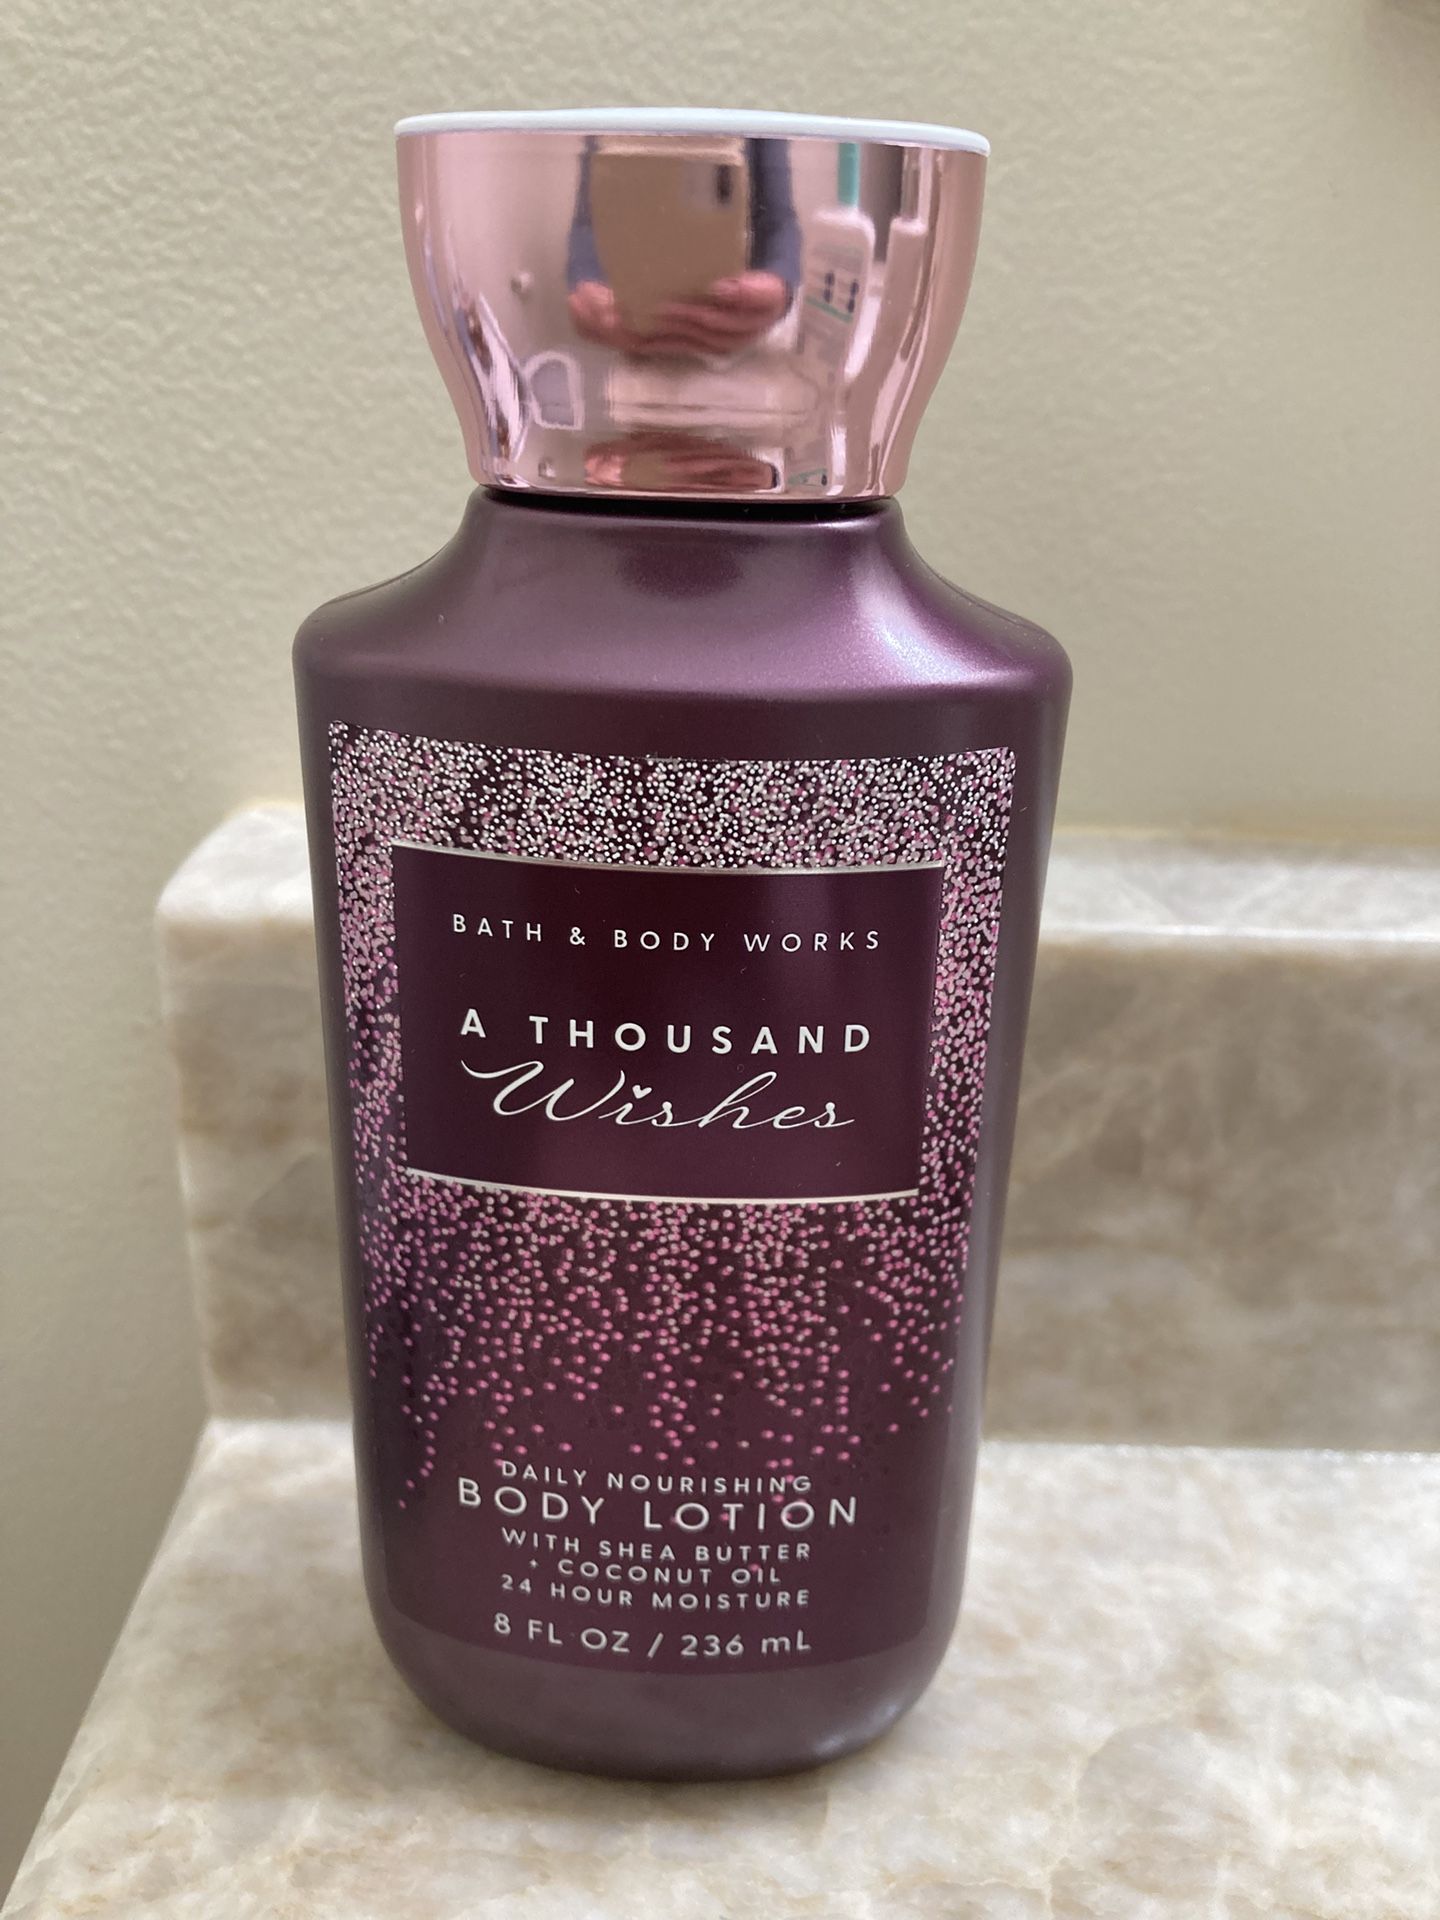 BATH & BODY WORKS
A THOUSAND
Wishes
DAILY NOURISHING
BODY LOTION
WITH SHEA BUTTER
+ COCONUT OIL
24 HOUR MOISTURE
8 FL OZ / 236 mL